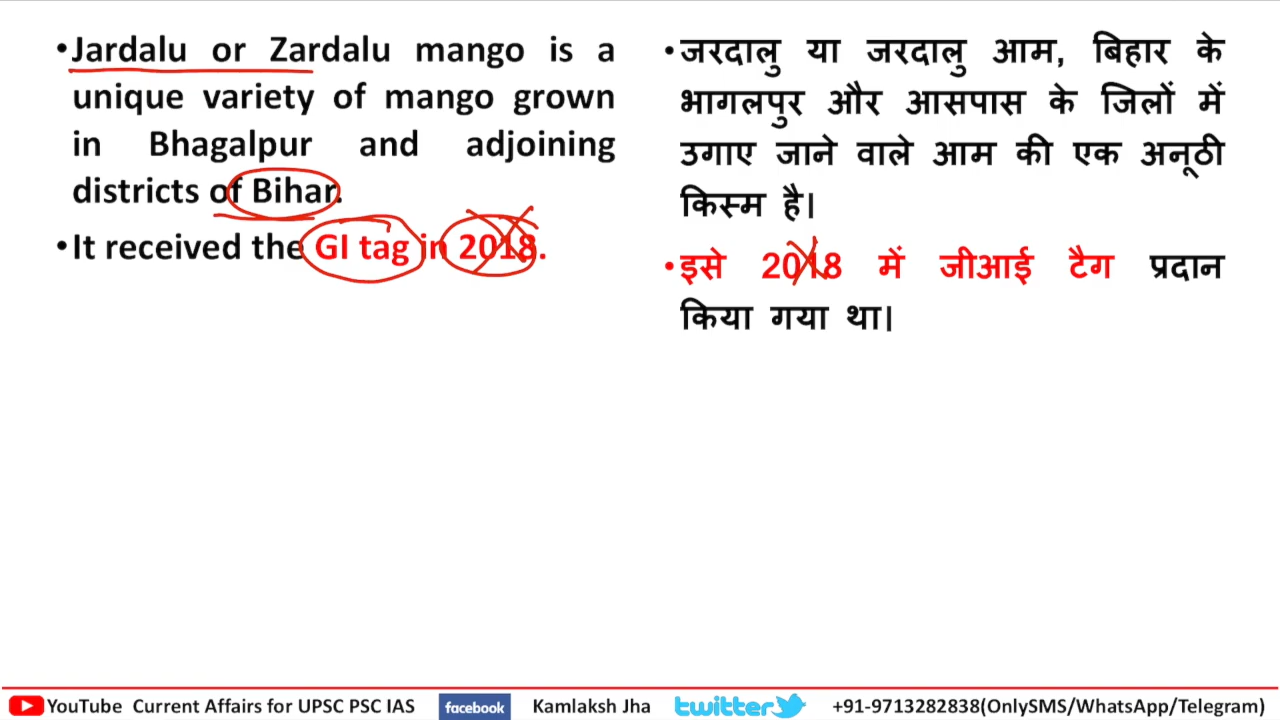 •Jardalu or Zardalu mango is a
unique variety of mango grown
in Bhagalpur and adjoining
districts of Bihar.
•It received the GI tag in 2018.
•जरदालु या जरदालु आम, बिहार के
भागलपुर और आसपास के जिलों में
उगाए जाने वाले आम की एक अनूठी
किस्म है।
•इसे 2018 में जीआई टैग प्रदान
किया गया था।
YouTube Current Affairs for UPSC PSC IAS facebook Kamlaksh Jha twitter +91-9713282838(OnlySMS/WhatsApp/Telegram)